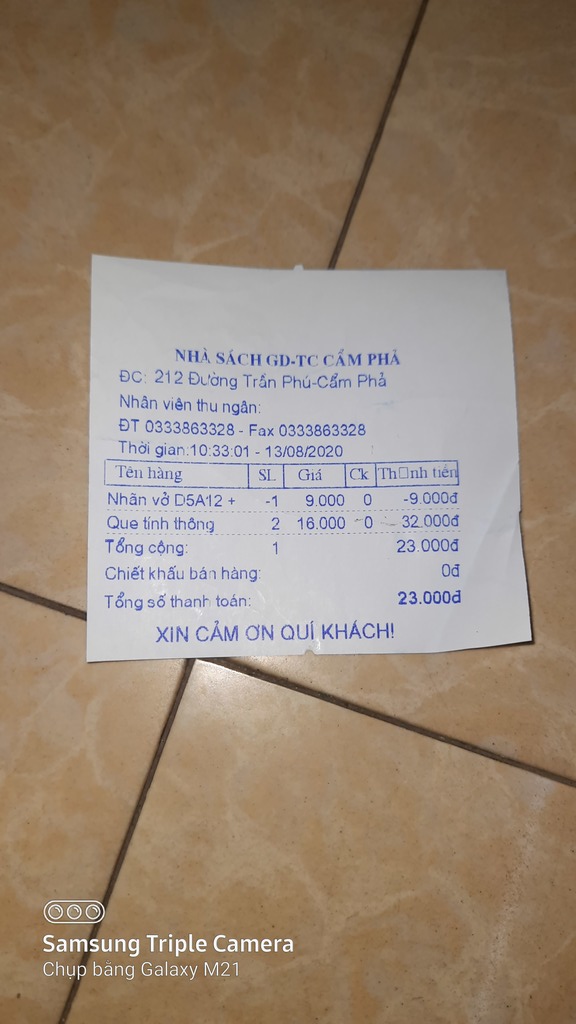 NHÀ SÁCH GD-TC CẨM PHẢ
ĐC: 212 Đường Trần Phú-Cẩm Phả
Nhân viên thu ngân:
ĐT 0333863328 - Fax 0333863328
Thời gian:10:33:01 - 13/08/2020
Tên hàng SL Giá Ck Th□nh tiền
Nhãn vở D5A12 + -1 9.000 0 -9.000đ
Que tính thông 2 16.000 0 32.000đ
Tổng cộng: 1 23.000đ
Chiết khấu bán hàng: 0đ
Tổng số thanh toán: 23.000đ
XIN CẢM ƠN QUÍ KHÁCH!
Samsung Triple Camera
Chụp bằng Galaxy M21